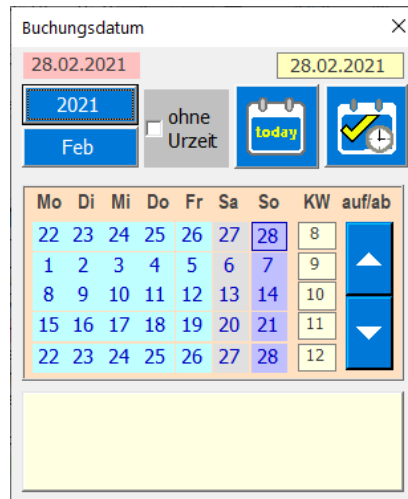 Buchungsdatum
28.02.2021 28.02.2021
2021
Feb
ohne
Urzeit
today
Mo Di Mi Do Fr Sa So KW auf/ab
22 23 24 25 26 27 28 8
1 2 3 4 5 6 7 9
8 9 10 11 12 13 14 10
15 16 17 18 19 20 21 11
22 23 24 25 26 27 28 12